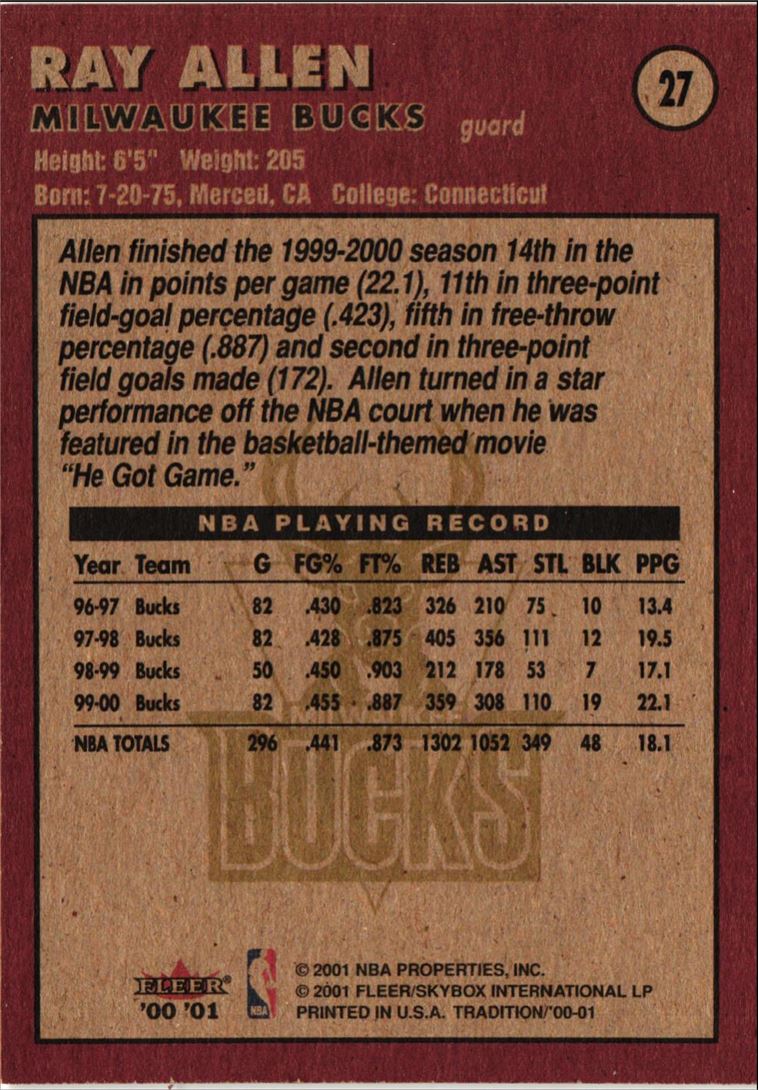 RAY ALLEN
27
MILWAUKEE BUCKS guard
Height: 6'5" Weight: 205
Born: 7-20-75, Merced, CA College: Connecticut
Allen finished the 1999-2000 season 14th in the
NBA in points per game (22.1), 11th in three-point
field-goal percentage (.423), fifth in free-throw
percentage (.887) and second in three-point
field goals made (172). Allen turned in a star
performance off the NBA court when he was
featured in the basketball-themed movie
“He Got Game.”
NBA PLAYING RECORD
Year Team G FG% FT% REB AST STL BLK PPG
96-97 Bucks 82 .430 .823 326 210 75 10 13.4
97-98 Bucks 82 .428 .875 405 356 111 12 19.5
98-99 Bucks 50 .450 .903 212 178 53 7 17.1
99-00 Bucks 82 .455 .887 359 308 110 19 22.1
NBA TOTALS 296 .441 .873 1302 1052 349 48 18.1
BUCKS
FLEER®
'00 '01
NBA
© 2001 NBA PROPERTIES, INC.
© 2001 FLEER/SKYBOX INTERNATIONAL LP
PRINTED IN U.S.A. TRADITION/'00-01